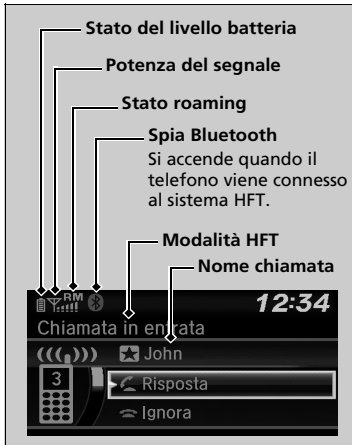 Stato del livello batteria
Potenza del segnale
Stato roaming
Spia Bluetooth
Si accende quando il
telefono viene connesso
al sistema HFT.
Modalità HFT
Nome chiamata
RM
12:34
Chiamata in entrata
John
3
Risposta
Ignora